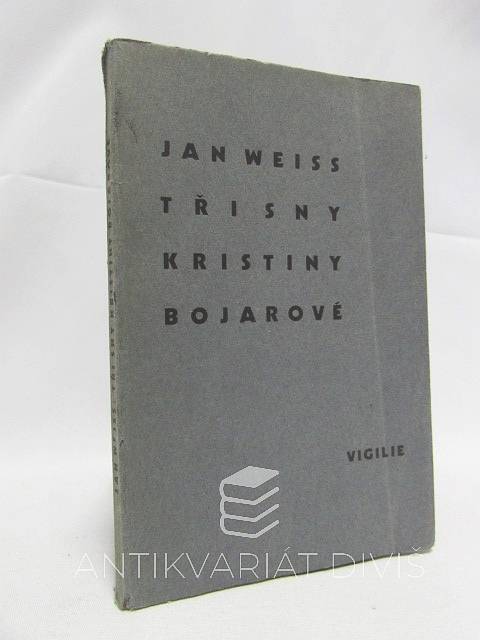 JAN WEISS
TŘI SNY
KRISTINY
BOJAROVÉ
VIGILIE
ANTIKVARIÁT DIVIŠ